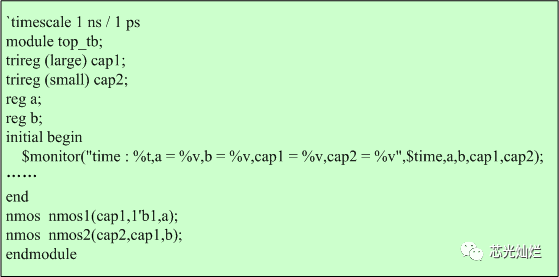 `timescale 1 ns / 1 ps
module top_tb;
trireg (large) cap1;
trireg (small) cap2;
reg a;
reg b;
initial begin
$monitor("time : %t,a = %v,b = %v,cap1 = %v,cap2 = %v",$time,a,b,cap1,cap2);
……
end
nmos  nmos1(cap1,1'b1,a);
nmos  nmos2(cap2,cap1,b);
endmodule
芯光灿烂